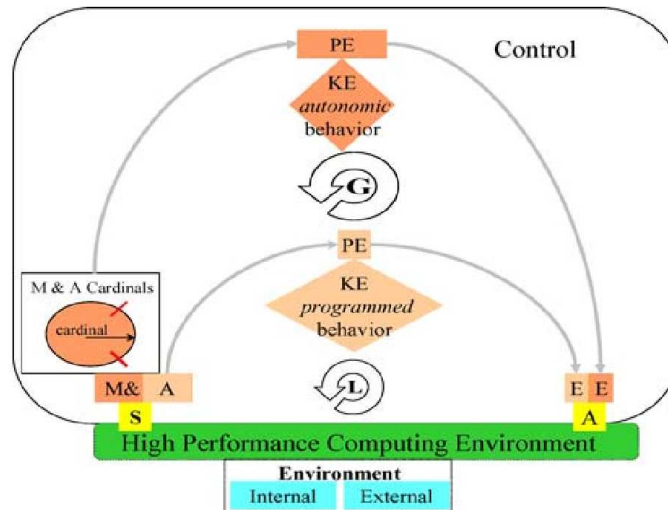 Control
PE
KE
autonomic
behavior
G
PE
M & A Cardinals
cardinal
KE
programmed
behavior
M& A
L
E E
S
A
High Performance Computing Environment
Environment
Internal External